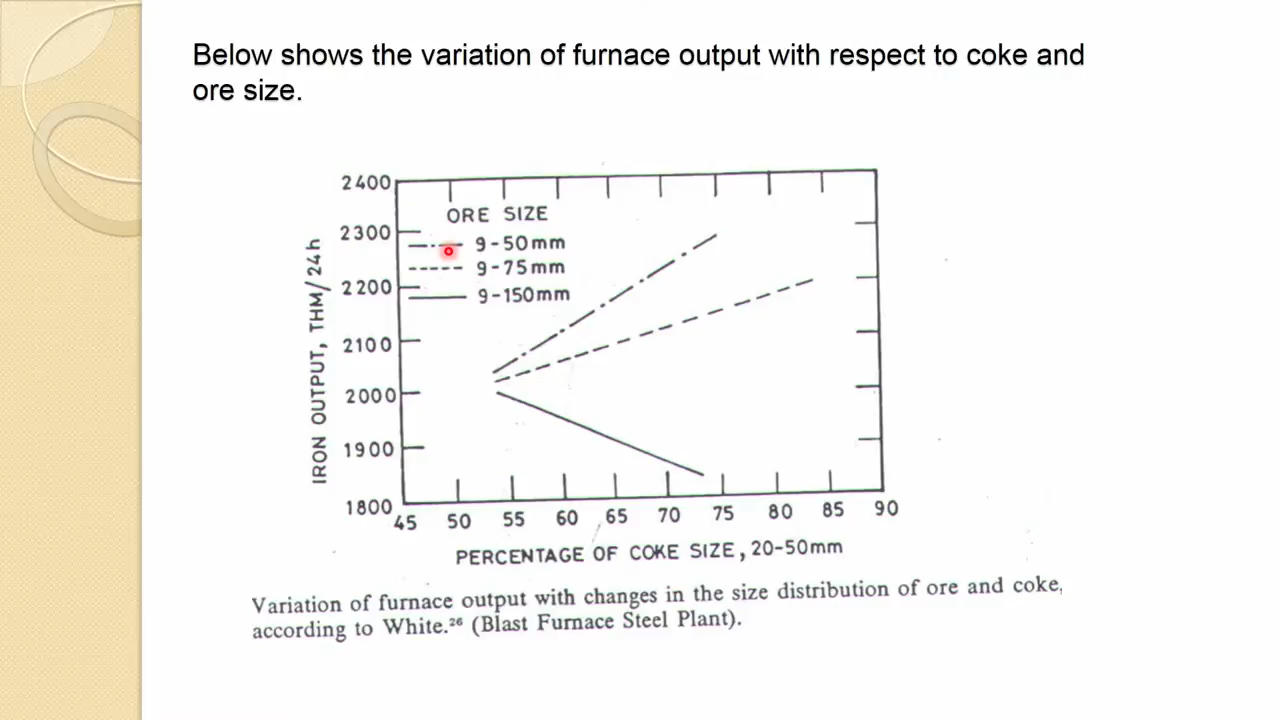 Below shows the variation of furnace output with respect to coke and
ore size.
2400
2300
2200
2100
2000
1900
1800
IRON OUTPUT, THM/24h
ORE SIZE
9-50mm
9-75mm
9-150mm
45 50 55 60 65 70 75 80 85 90
PERCENTAGE OF COKE SIZE, 20-50mm
Variation of furnace output with changes in the size distribution of ore and coke,
according to White.²⁶ (Blast Furnace Steel Plant).